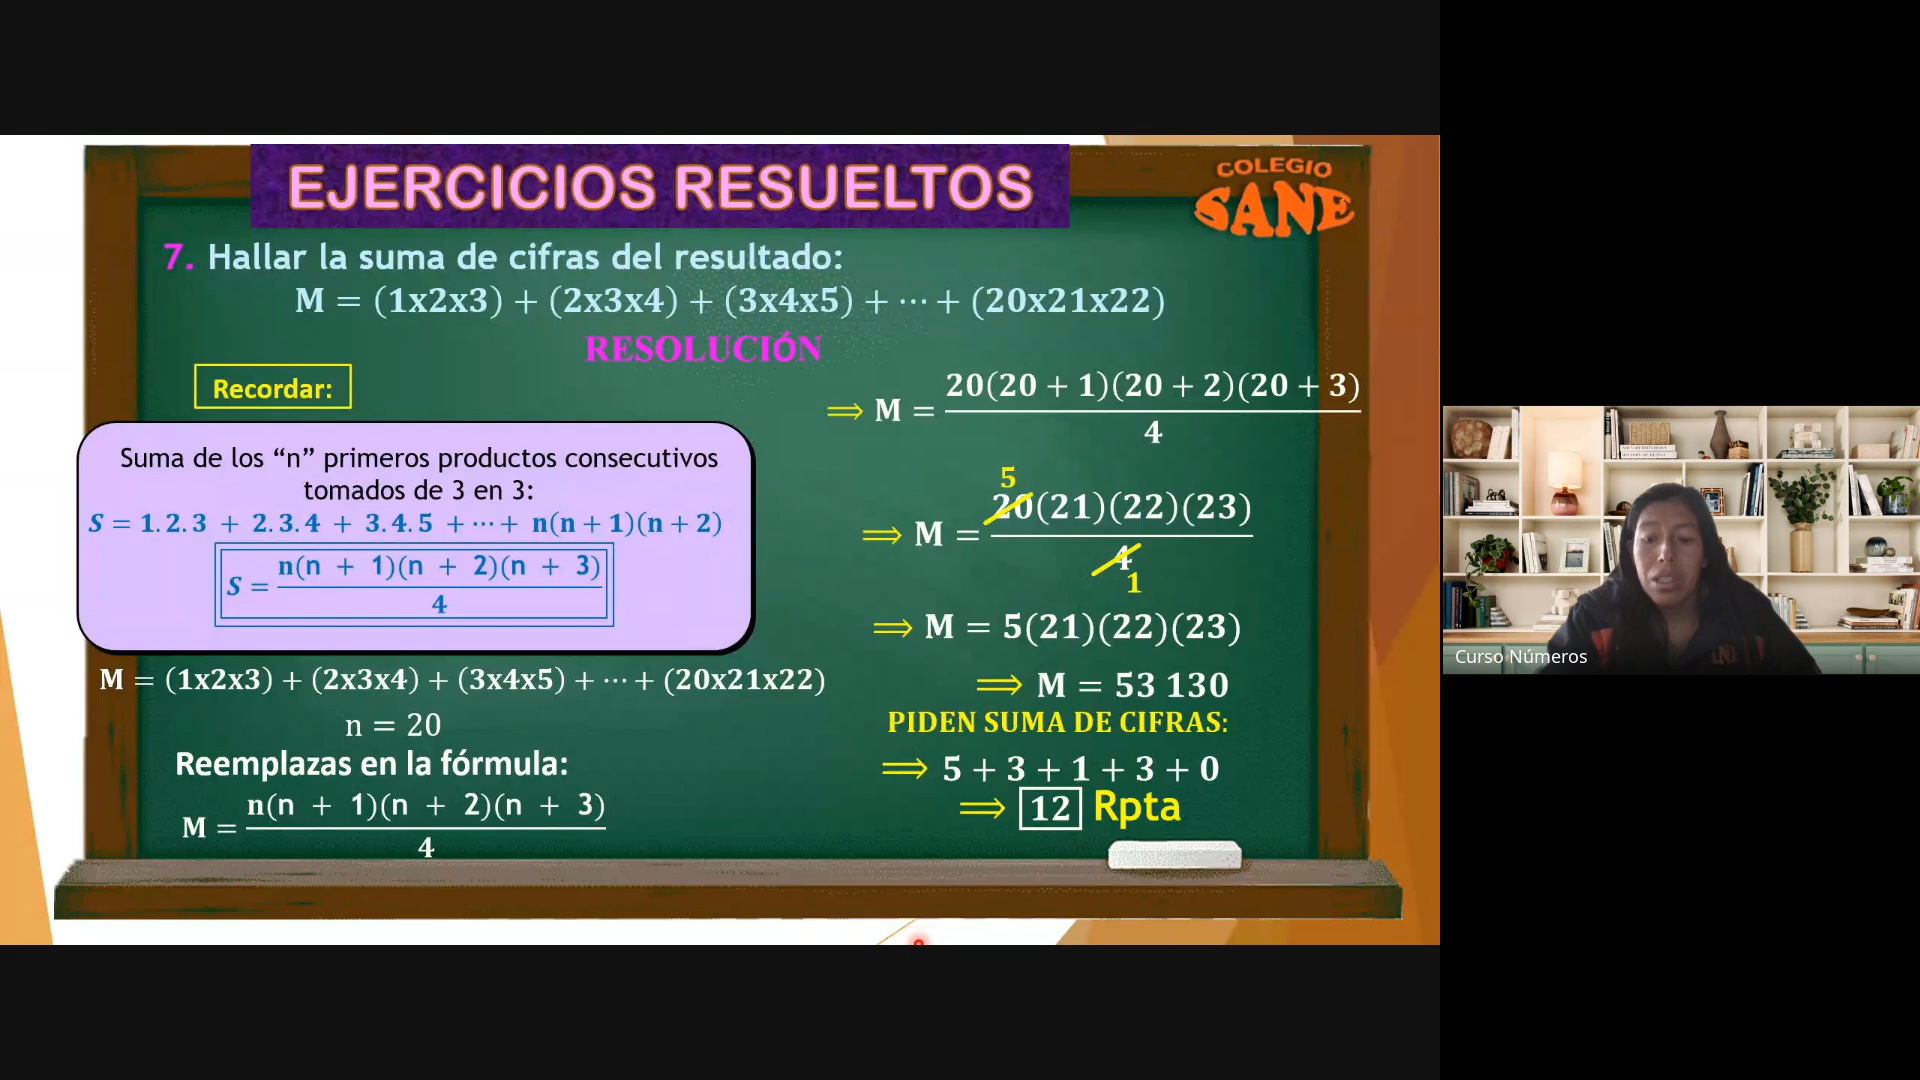 EJERCICIOS RESUELTOS
COLEGIO
SANE
7. Hallar la suma de cifras del resultado:
M = (1x2x3) + (2x3x4) + (3x4x5) + ⋯ + (20x21x22)
RESOLUCIÓN
Recordar:
Suma de los “n” primeros productos consecutivos
tomados de 3 en 3:
S = 1.2.3 + 2.3.4 + 3.4.5 + ⋯ + n(n + 1)(n + 2)
n(n + 1)(n + 2)(n + 3)
S =
4
M = (1x2x3) + (2x3x4) + (3x4x5) + ⋯ + (20x21x22)
n = 20
Reemplazas en la fórmula:
n(n + 1)(n + 2)(n + 3)
M =
4
20(20 + 1)(20 + 2)(20 + 3)
⟹ M =
4
5
20(21)(22)(23)
⟹ M =
4
1
⟹ M = 5(21)(22)(23)
⟹ M = 53 130
PIDEN SUMA DE CIFRAS:
⟹ 5 + 3 + 1 + 3 + 0
⟹ 12 Rpta
Curso Números